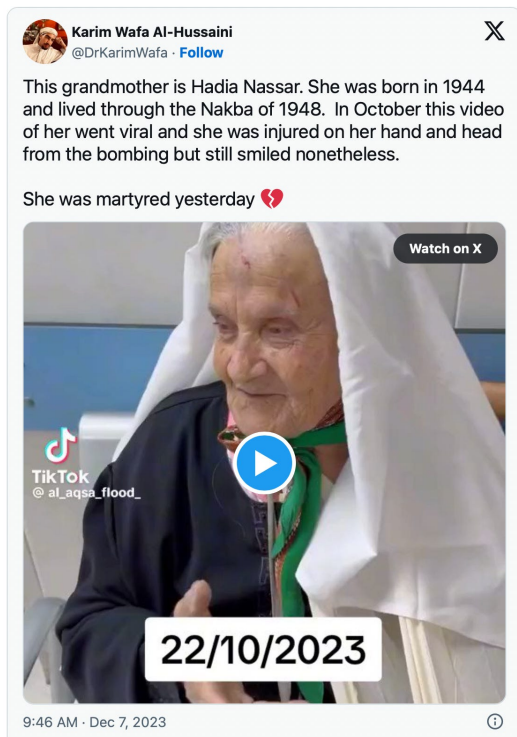 Karim Wafa Al-Hussaini
@DrKarimWafa · Follow
This grandmother is Hadia Nassar. She was born in 1944
and lived through the Nakba of 1948.  In October this video
of her went viral and she was injured on her hand and head
from the bombing but still smiled nonetheless.
She was martyred yesterday 💔
Watch on X
TikTok
@ al_aqsa_flood_
22/10/2023
9:46 AM · Dec 7, 2023